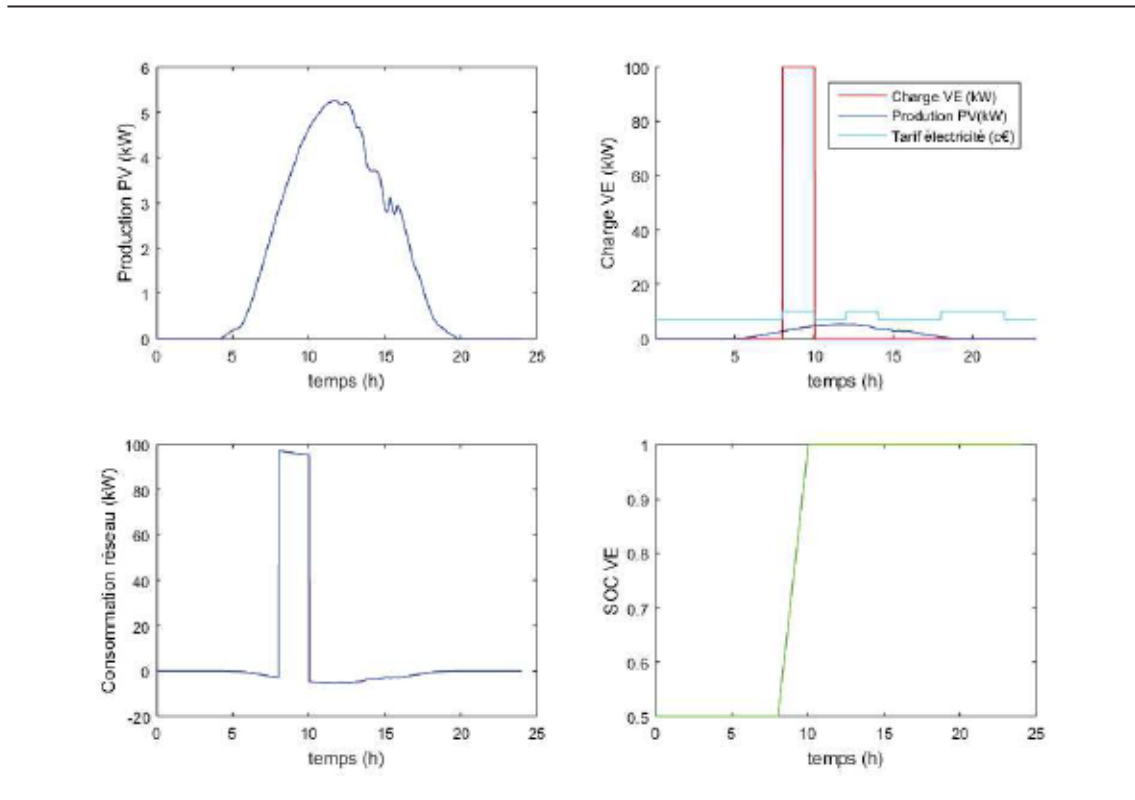 6
5
4
3
2
1
0
Production PV (kW)
0 5 10 15 20 25
temps (h)
100
80
60
40
20
0
Charge VE (kW)
Charge VE (kW)
Prodution PV(kW)
Tarif électricité (c€)
5 10 15 20
temps (h)
100
80
60
40
20
0
-20
Consommation réseau (kW)
0 5 10 15 20 25
temps (h)
1
0.9
0.8
0.7
0.6
0.5
SOC VE
0 5 10 15 20 25
temps (h)